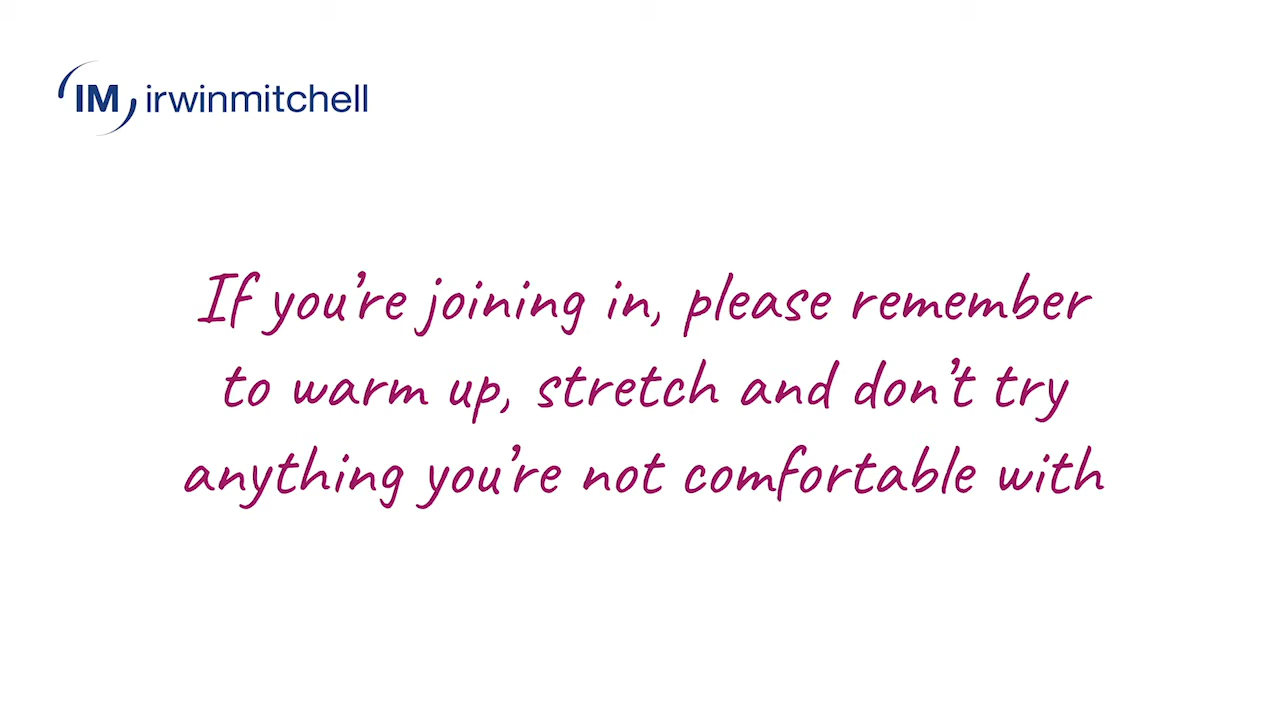 IM irwinmitchell
If you're joining in, please remember
to warm up, stretch and don't try
anything you're not comfortable with